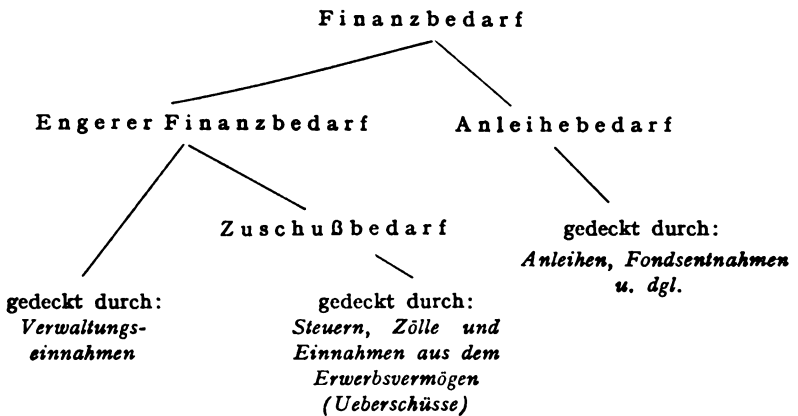 Finanzbedarf
Engerer Finanzbedarf
Anleihebedarf
Zuschußbedarf
gedeckt durch:
Anleihen, Fondsentnahmen
u. dgl.
gedeckt durch:
Verwaltungs-
einnahmen
gedeckt durch:
Steuern, Zölle und
Einnahmen aus dem
Erwerbsvermögen
(Ueberschüsse)